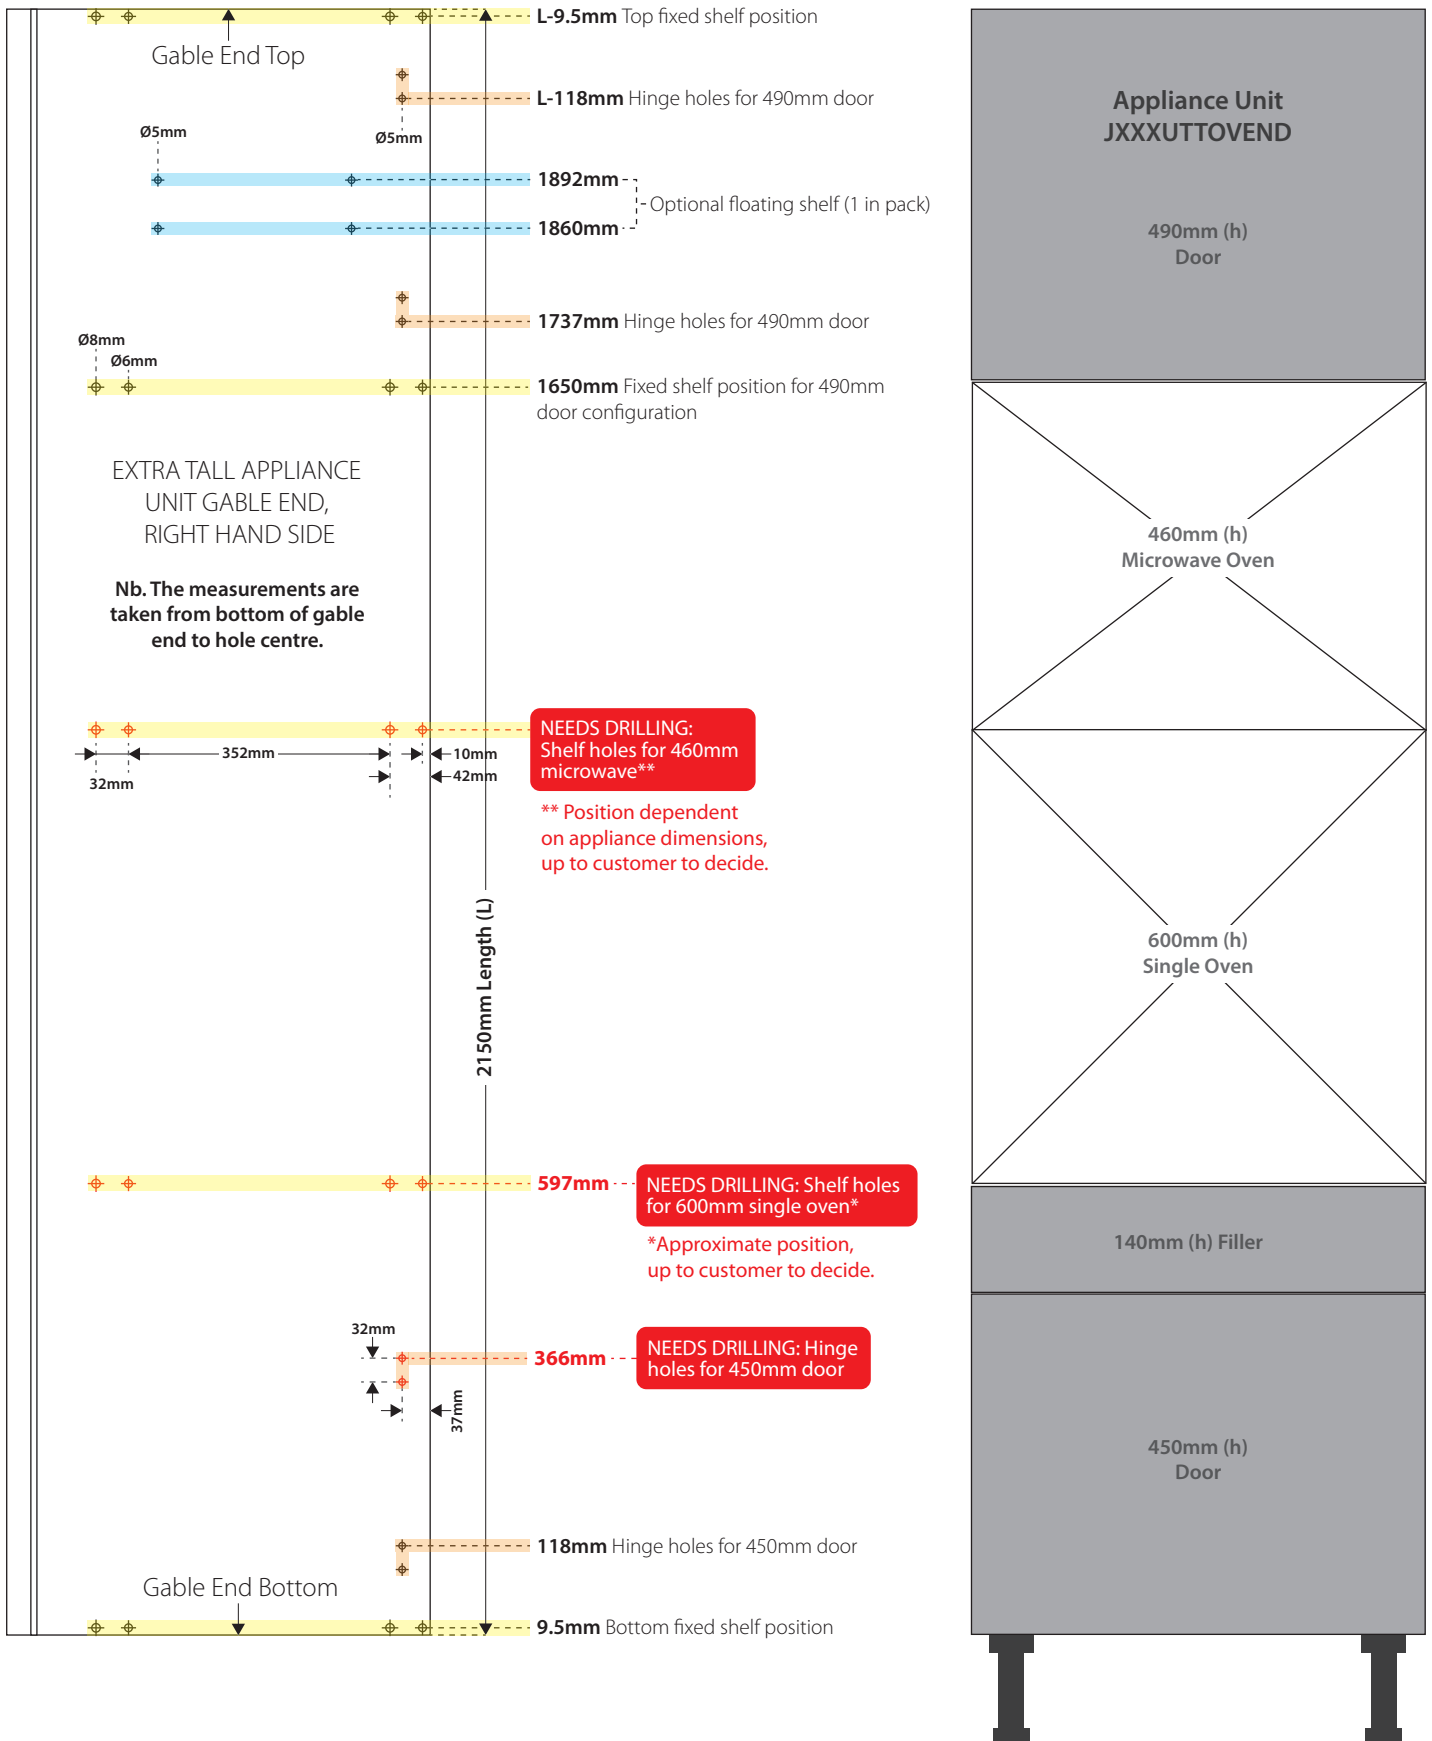 L-9.5mm Top fixed shelf position
Gable End Top
L-118mm Hinge holes for 490mm door
Ø5mm
Ø5mm
1892mm
Optional floating shelf (1 in pack)
1860mm
1737mm Hinge holes for 490mm door
Ø8mm
Ø6mm
1650mm Fixed shelf position for 490mm
door configuration
EXTRA TALL APPLIANCE
UNIT GABLE END,
RIGHT HAND SIDE
Nb. The measurements are
taken from bottom of gable
end to hole centre.
NEEDS DRILLING:
Shelf holes for 460mm
microwave**
352mm
10mm
42mm
32mm
** Position dependent
on appliance dimensions,
up to customer to decide.
2150mm Length (L)
597mm
NEEDS DRILLING: Shelf holes
for 600mm single oven*
*Approximate position,
up to customer to decide.
32mm
366mm
NEEDS DRILLING: Hinge
holes for 450mm door
37mm
118mm Hinge holes for 450mm door
Gable End Bottom
9.5mm Bottom fixed shelf position
Appliance Unit
JXXXUTTOVEND
490mm (h)
Door
460mm (h)
Microwave Oven
600mm (h)
Single Oven
140mm (h) Filler
450mm (h)
Door